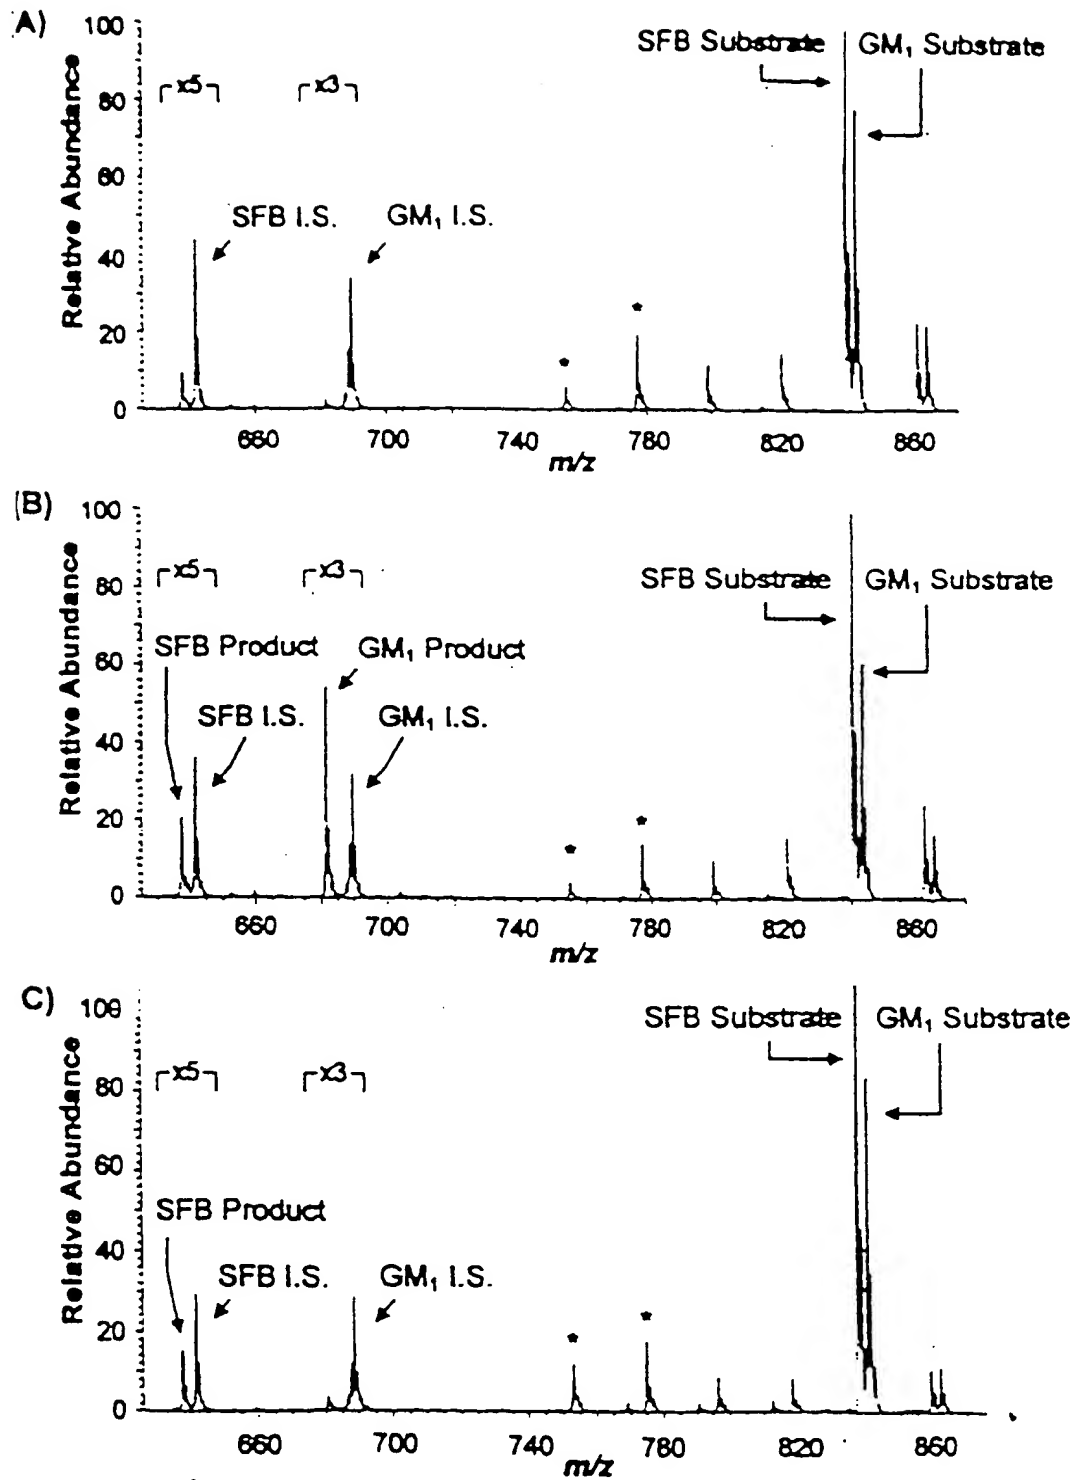 A)
Relative Abundance
100
80
60
40
20
0
x5
x3
SFB Substrate
GM₁ Substrate
SFB I.S.
GM₁ I.S.
*
*
660
700
740
780
820
860
m/z
(B)
Relative Abundance
100
80
60
40
20
0
x5
x3
SFB Substrate
GM₁ Substrate
SFB Product
GM₁ Product
SFB I.S.
GM₁ I.S.
*
*
660
700
740
780
820
860
m/z
C)
Relative Abundance
100
80
60
40
20
0
x5
x3
SFB Substrate
GM₁ Substrate
SFB Product
SFB I.S.
GM₁ I.S.
*
*
660
700
740
780
820
860
m/z